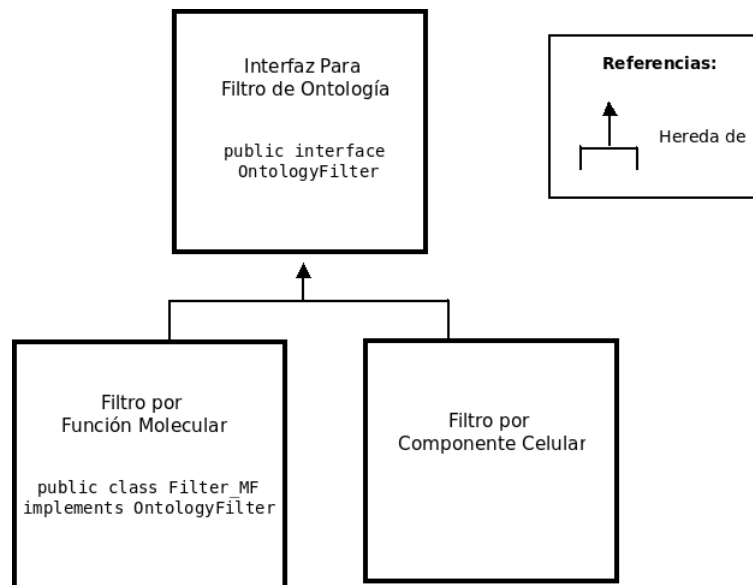 Interfaz Para
Filtro de Ontología
public interface
OntologyFilter
Referencias:
Hereda de
Filtro por
Función Molecular
public class Filter_MF
implements OntologyFilter
Filtro por
Componente Celular